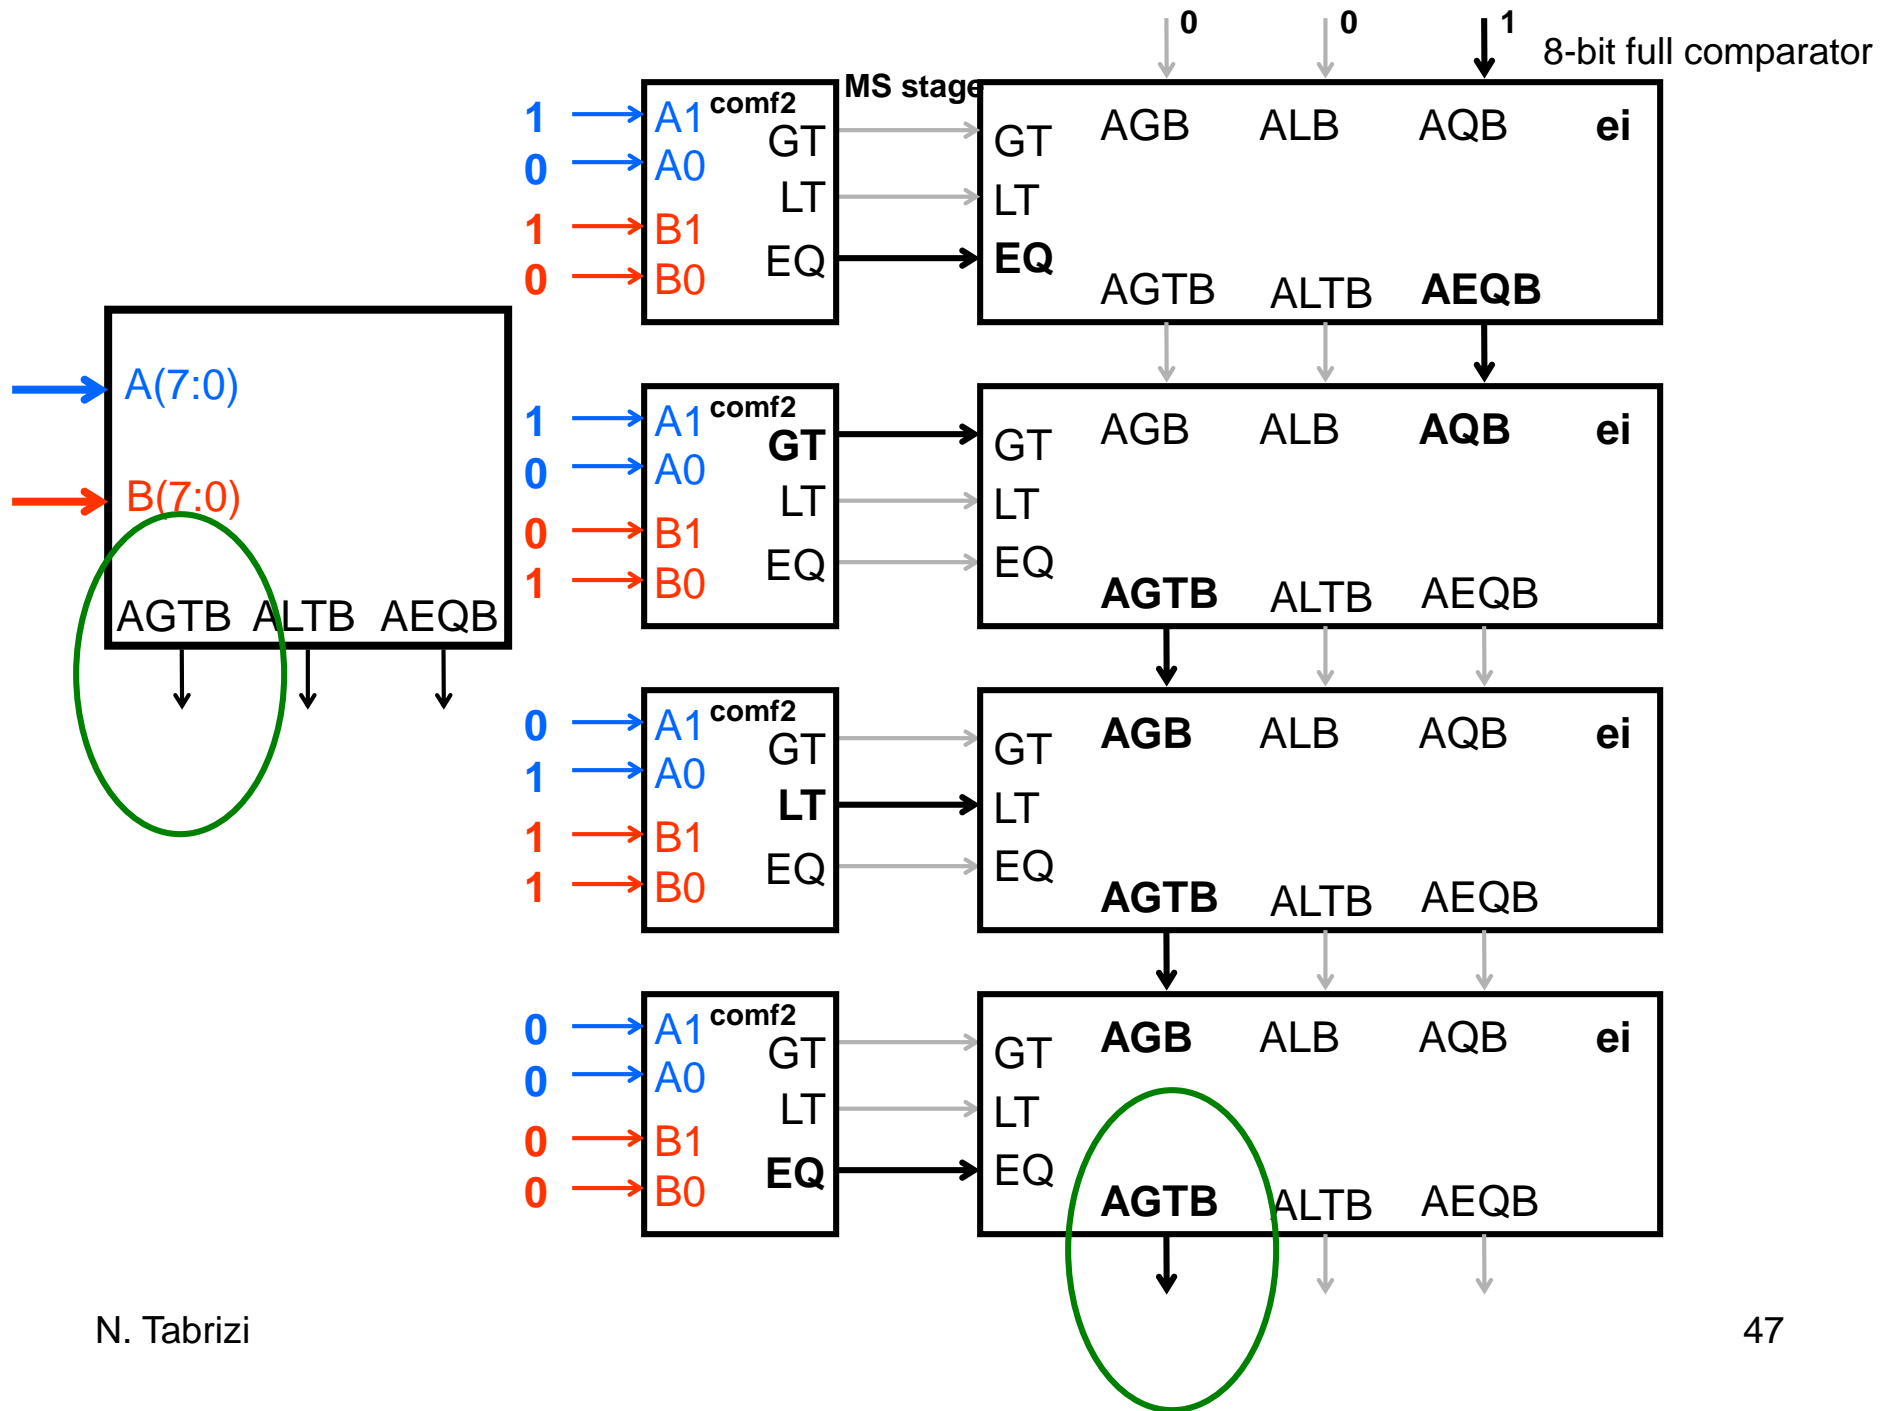 0 0 1
8-bit full comparator
MS stage
1 A1 comf2 GT
0 A0
LT
1 B1
EQ
0 B0
GT AGB ALB AQB ei
LT
EQ
AGTB ALTB AEQB
A(7:0)
B(7:0)
AGTB ALTB AEQB
1 A1 comf2
GT
0 A0
LT
0 B1
EQ
1 B0
GT AGB ALB AQB ei
LT
EQ
AGTB ALTB AEQB
0 A1 comf2
GT
1 A0
LT
1 B1
EQ
1 B0
GT AGB ALB AQB ei
LT
EQ
AGTB ALTB AEQB
0 A1 comf2
GT
0 A0
LT
0 B1
EQ
0 B0
GT AGB ALB AQB ei
LT
EQ
AGTB ALTB AEQB
N. Tabrizi
47